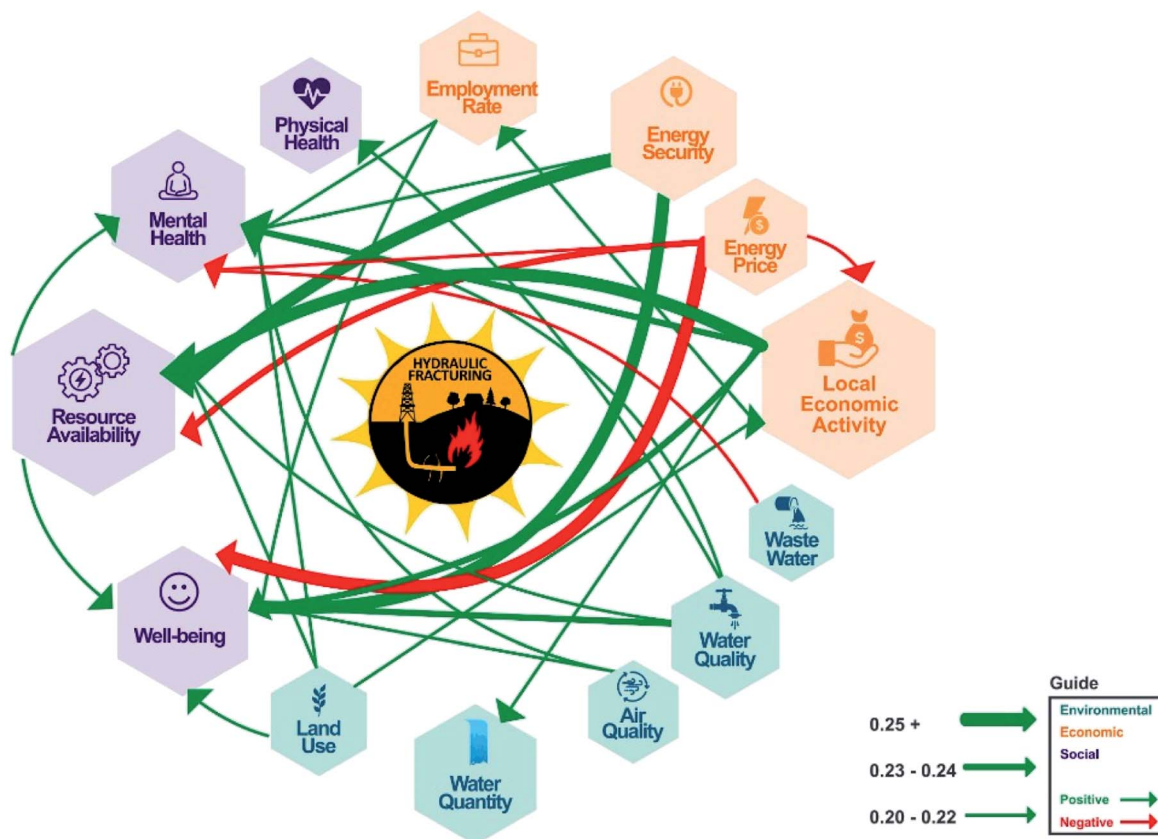 Employment
Rate
Physical
Health
Energy
Security
Mental
Health
$
Energy
Price
$
Local
Economic
Activity
HYDRAULIC
FRACTURING
Resource
Availability
Waste
Water
Well-being
Water
Quality
Land
Use
Air
Quality
Water
Quantity
Guide
0.25 +
Environmental
Economic
0.23 - 0.24
Social
0.20 - 0.22
Positive
Negative